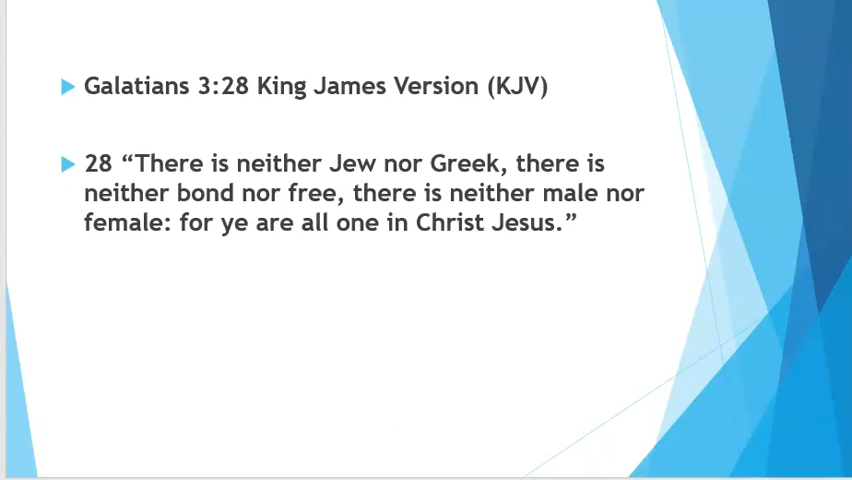 Galatians 3:28 King James Version (KJV)
28 “There is neither Jew nor Greek, there is
neither bond nor free, there is neither male nor
female: for ye are all one in Christ Jesus.”